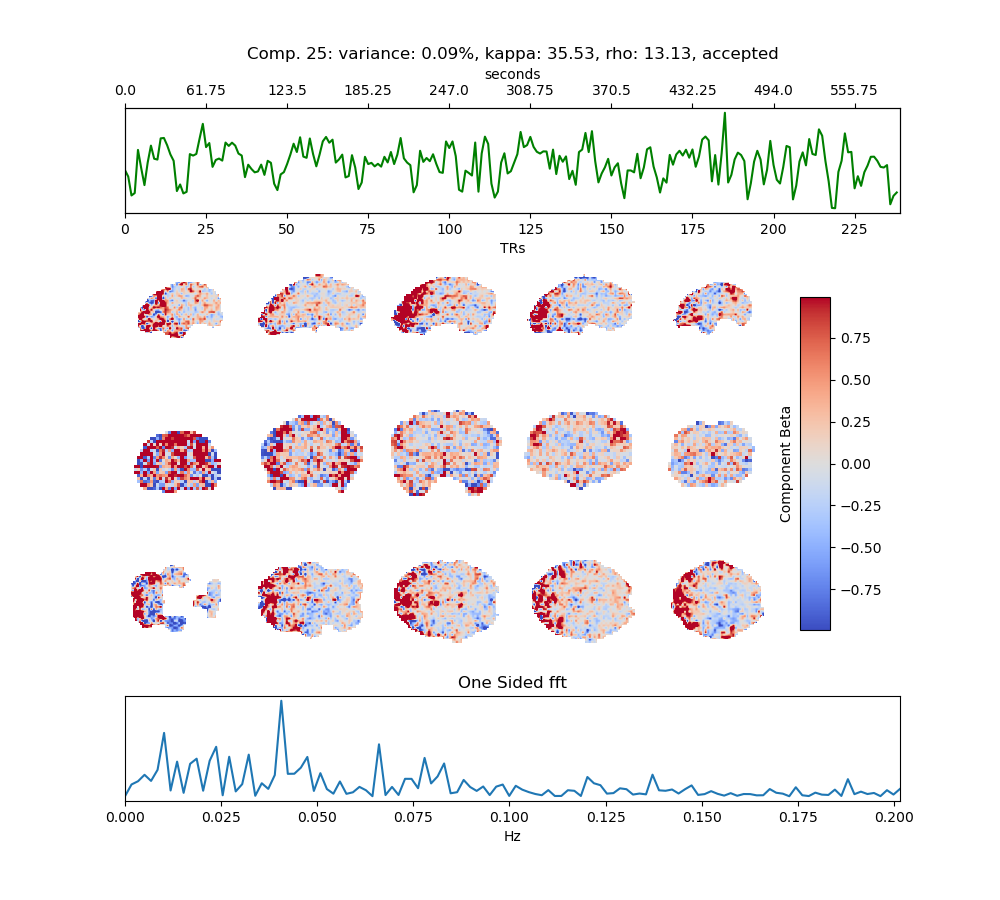 Comp. 25: variance: 0.09%, kappa: 35.53, rho: 13.13, accepted
seconds
0.0 61.75 123.5 185.25 247.0 308.75 370.5 432.25 494.0 555.75
0 25 50 75 100 125 150 175 200 225
TRs
0.75
0.50
0.25
0.00
−0.25
−0.50
−0.75
Component Beta
One Sided fft
0.000 0.025 0.050 0.075 0.100 0.125 0.150 0.175 0.200
Hz